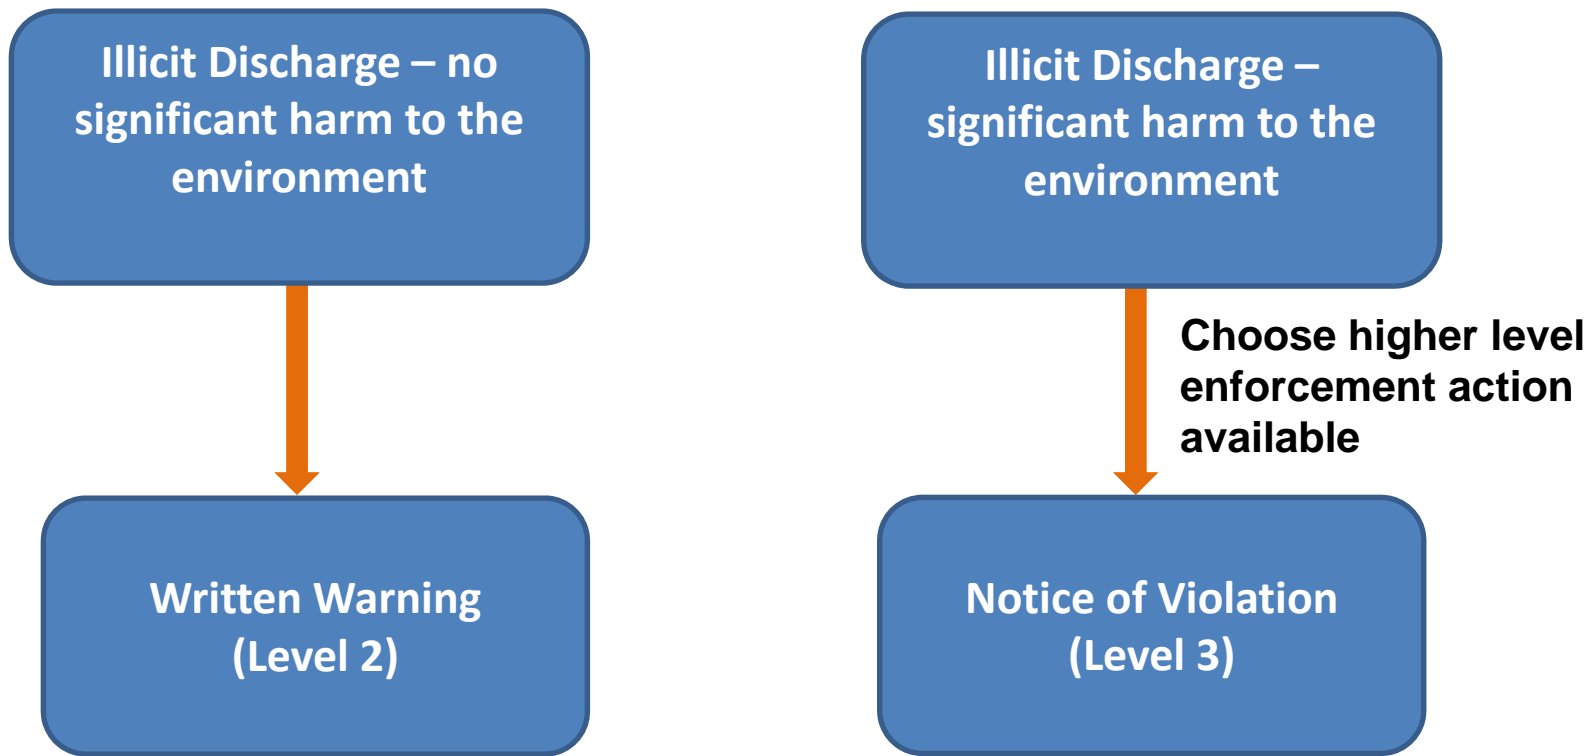 Illicit Discharge – no
significant harm to the
environment
Illicit Discharge –
significant harm to the
environment
Choose higher level
enforcement action
available
Written Warning
(Level 2)
Notice of Violation
(Level 3)